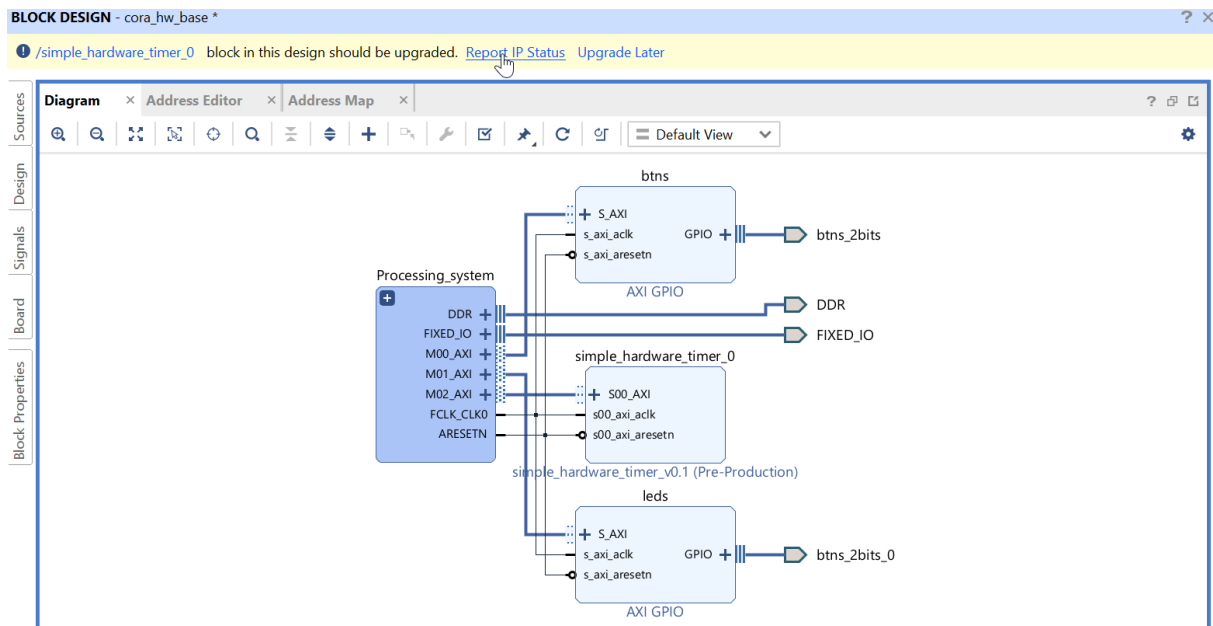 BLOCK DESIGN - cora_hw_base *
/simple_hardware_timer_0 block in this design should be upgraded. Report IP Status Upgrade Later
Sources
Design
Signals
Board
Block Properties
Diagram
Address Editor
Address Map
Default View
btns
S_AXI
s_axi_aclk
s_axi_aresetn
GPIO
AXI GPIO
btns_2bits
Processing_system
DDR
FIXED_IO
M00_AXI
M01_AXI
M02_AXI
FCLK_CLK0
ARESETN
DDR
FIXED_IO
simple_hardware_timer_0
S00_AXI
s00_axi_aclk
s00_axi_aresetn
simple_hardware_timer_v0.1 (Pre-Production)
leds
S_AXI
s_axi_aclk
s_axi_aresetn
GPIO
AXI GPIO
btns_2bits_0